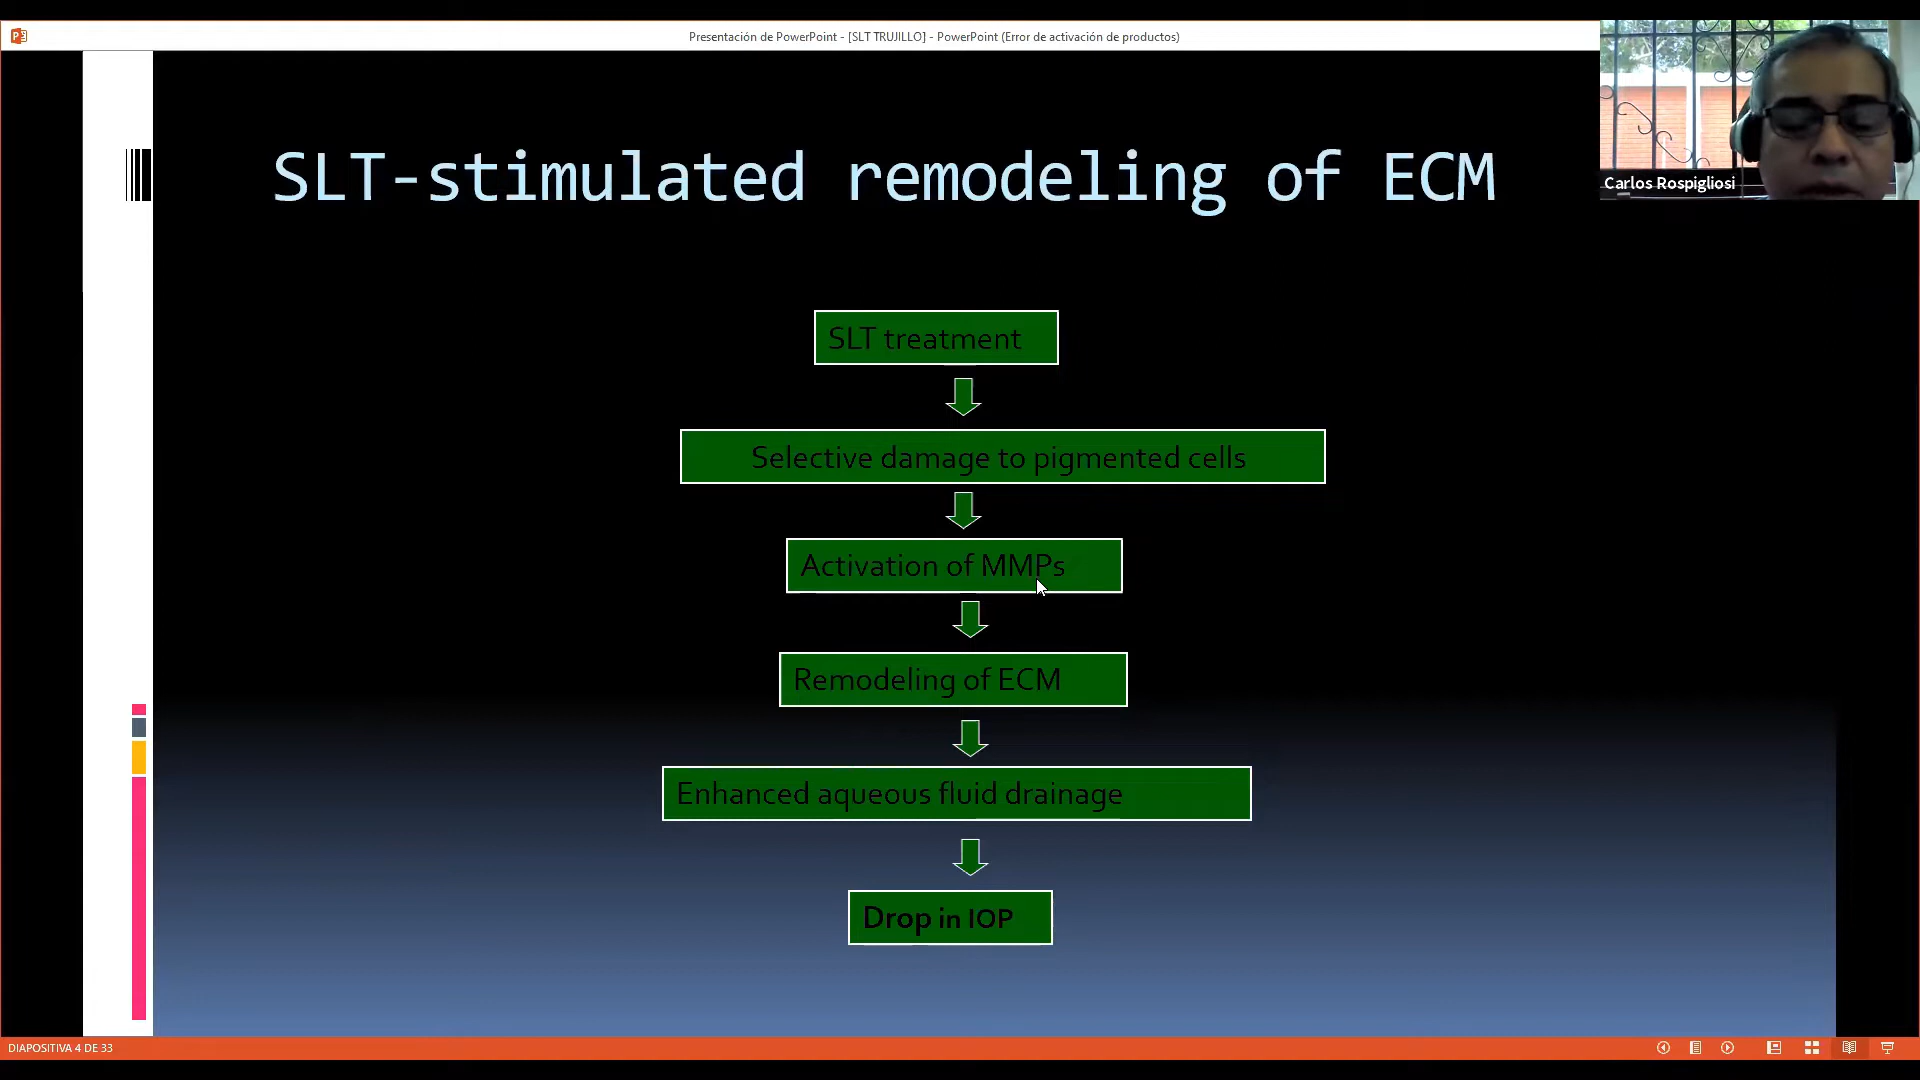 Presentación de PowerPoint - [SLT TRUJILLO] - PowerPoint (Error de activación de productos)
Carlos Rospigliosi
SLT-stimulated remodeling of ECM
SLT treatment
Selective damage to pigmented cells
Activation of MMPs
Remodeling of ECM
Enhanced aqueous fluid drainage
Drop in IOP
DIAPOSITIVA 4 DE 33